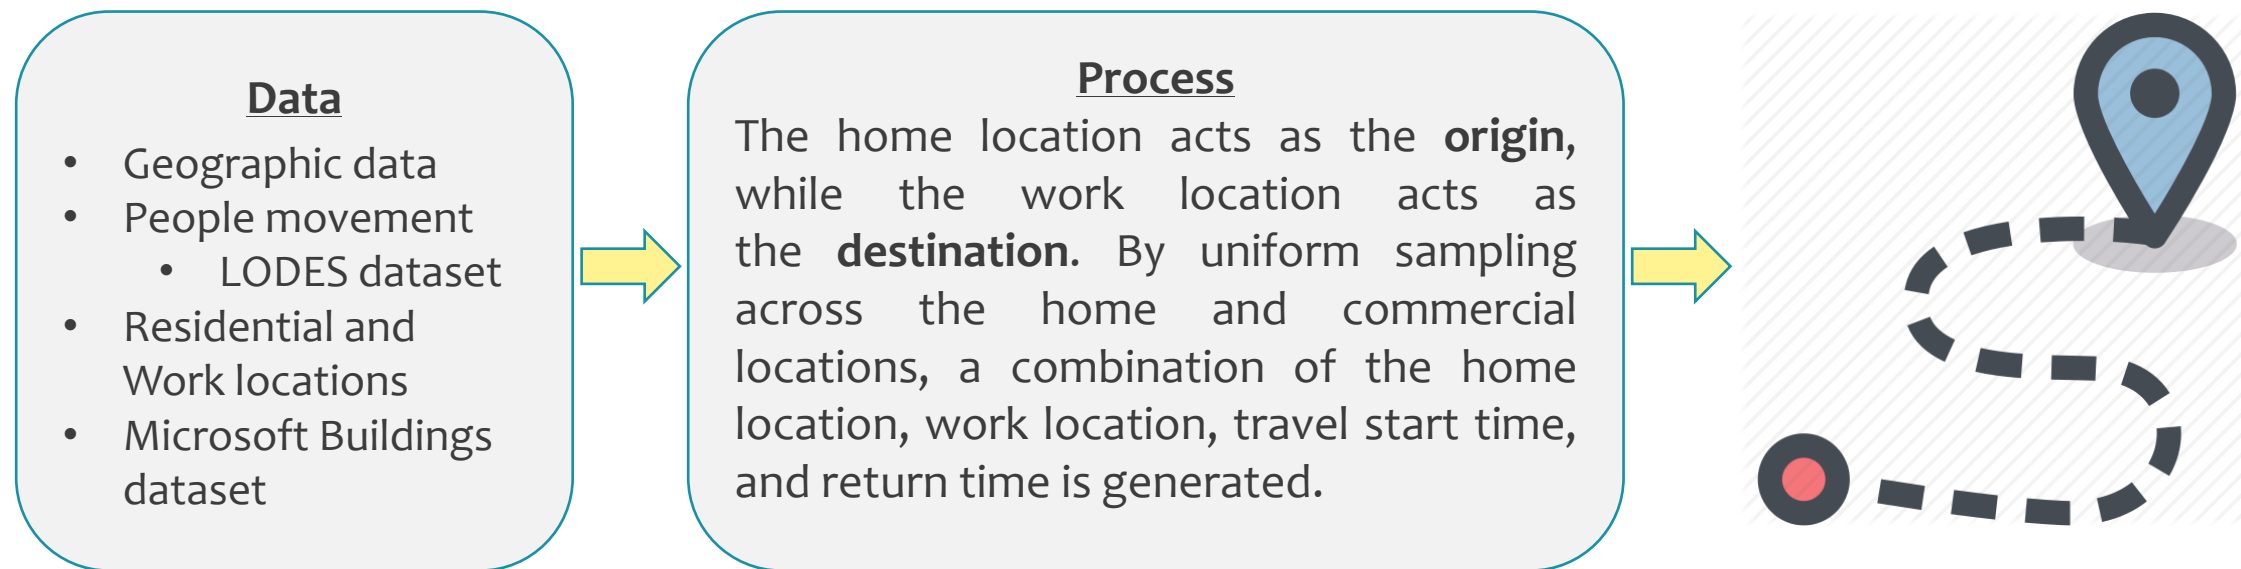 Data
• Geographic data
• People movement
• LODES dataset
• Residential and
Work locations
• Microsoft Buildings
dataset
Process
The home location acts as the origin,
while the work location acts as
the destination. By uniform sampling
across the home and commercial
locations, a combination of the home
location, work location, travel start time,
and return time is generated.